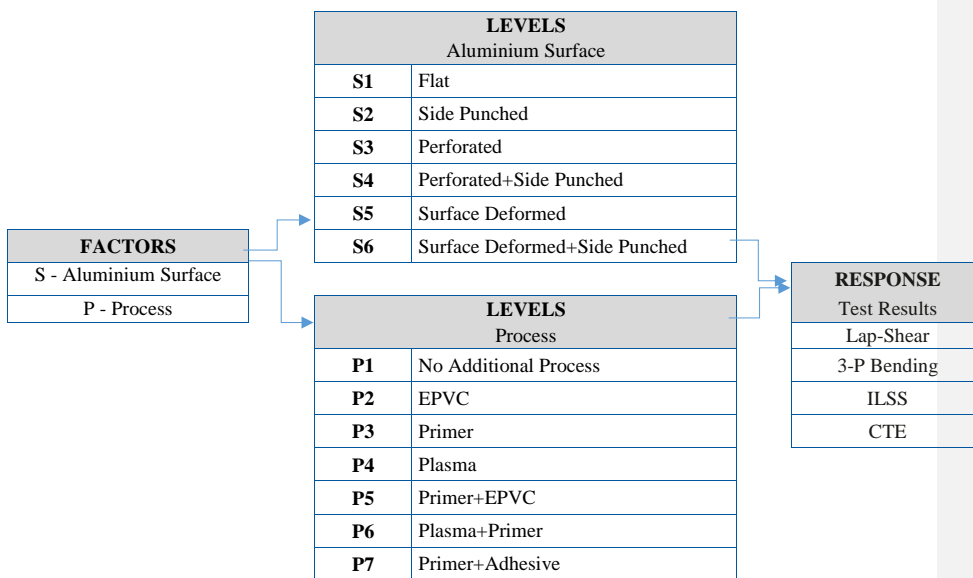 FACTORS
S - Aluminium Surface
P - Process
LEVELS
Aluminium Surface
S1 Flat
S2 Side Punched
S3 Perforated
S4 Perforated+Side Punched
S5 Surface Deformed
S6 Surface Deformed+Side Punched
LEVELS
Process
P1 No Additional Process
P2 EPVC
P3 Primer
P4 Plasma
P5 Primer+EPVC
P6 Plasma+Primer
P7 Primer+Adhesive
RESPONSE
Test Results
Lap-Shear
3-P Bending
ILSS
CTE